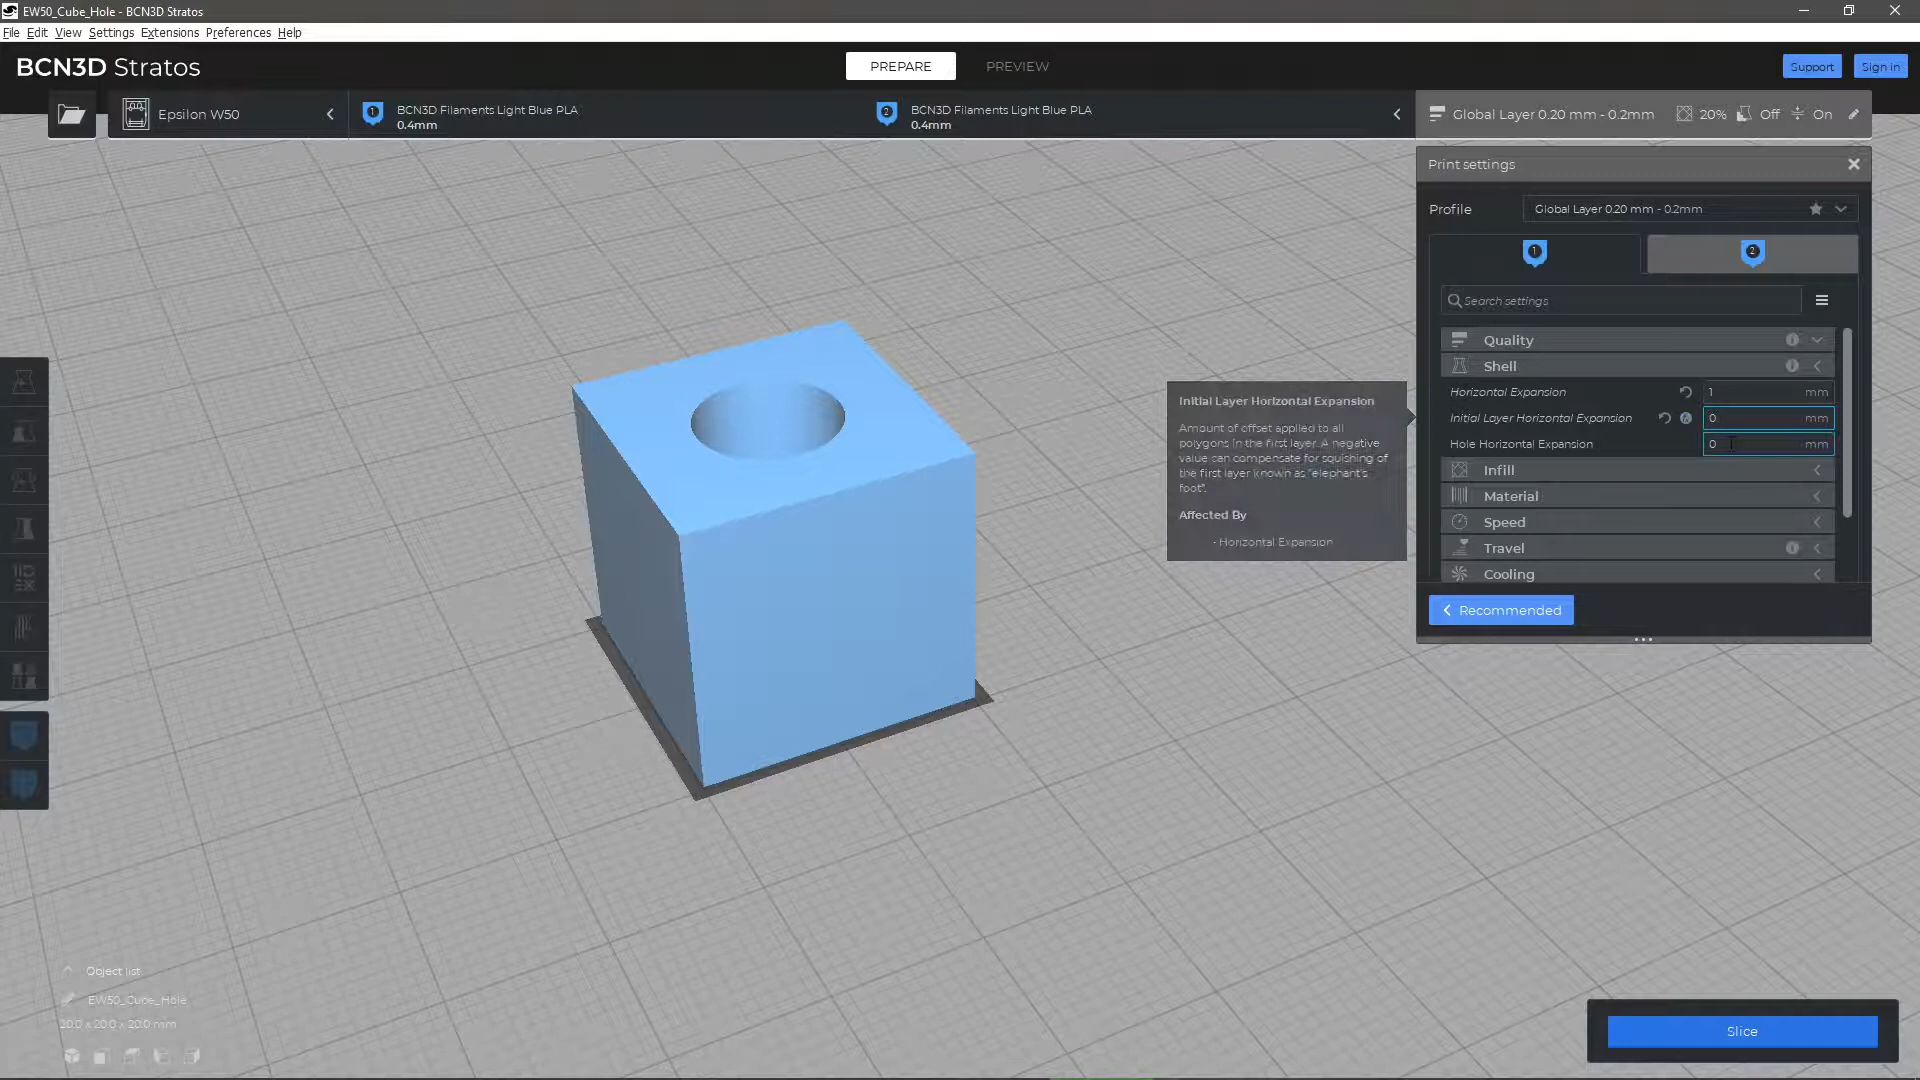 EW50_Cube_Hole - BCN3D Stratos
File Edit View Settings Extensions Preferences Help
BCN3D Stratos
PREPARE
PREVIEW
Support
Sign in
Epsilon W50
1
BCN3D Filaments Light Blue PLA
0.4mm
2
BCN3D Filaments Light Blue PLA
0.4mm
Global Layer 0.20 mm - 0.2mm
20%
Off
On
Print settings
Profile
Global Layer 0.20 mm - 0.2mm
1
2
Search settings
Quality
Shell
Horizontal Expansion
1 mm
Initial Layer Horizontal Expansion
0 mm
Hole Horizontal Expansion
0 mm
Infill
Material
Speed
Travel
Cooling
Recommended
Initial Layer Horizontal Expansion
Amount of offset applied to all
polygons in the first layer. A negative
value can compensate for squishing of
the first layer known as "elephant's
foot".
Affected By
- Horizontal Expansion
Object list
EW50_Cube_Hole
20.0 x 20.0 x 20.0 mm
Slice